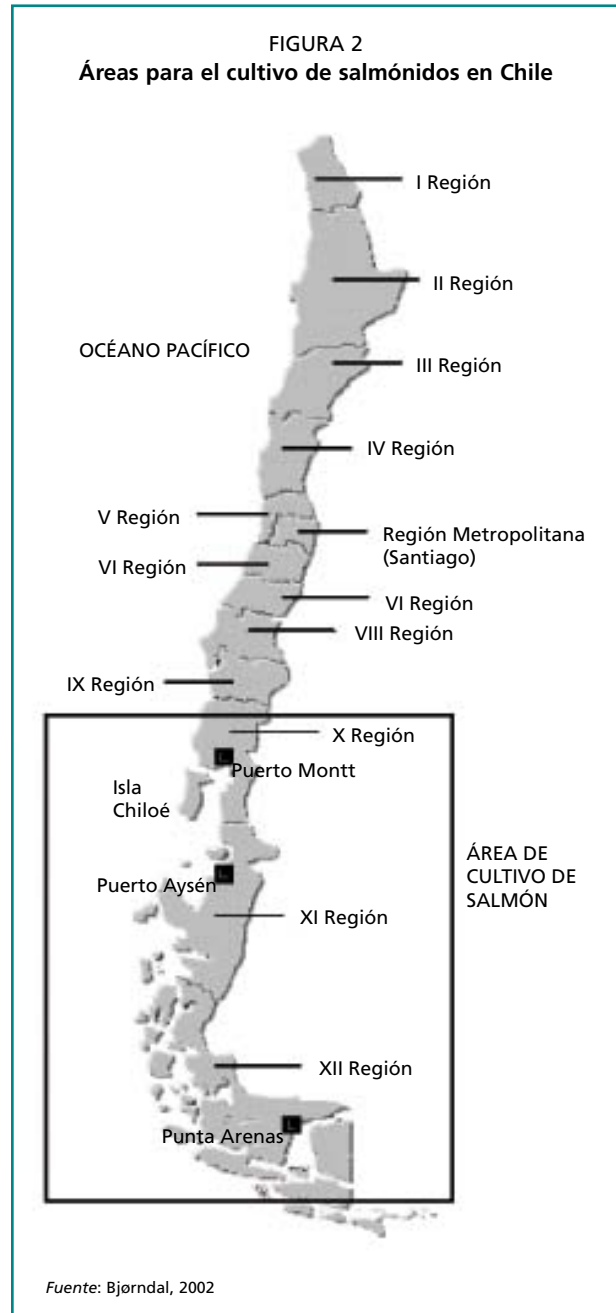 FIGURA 2
Áreas para el cultivo de salmónidos en Chile
I Región
II Región
OCÉANO PACÍFICO
III Región
IV Región
V Región
Región Metropolitana
(Santiago)
VI Región
VI Región
VIII Región
IX Región
X Región
Puerto Montt
Isla
Chiloé
ÁREA DE
CULTIVO DE
SALMÓN
Puerto Aysén
XI Región
XII Región
Punta Arenas
Fuente: Bjørndal, 2002